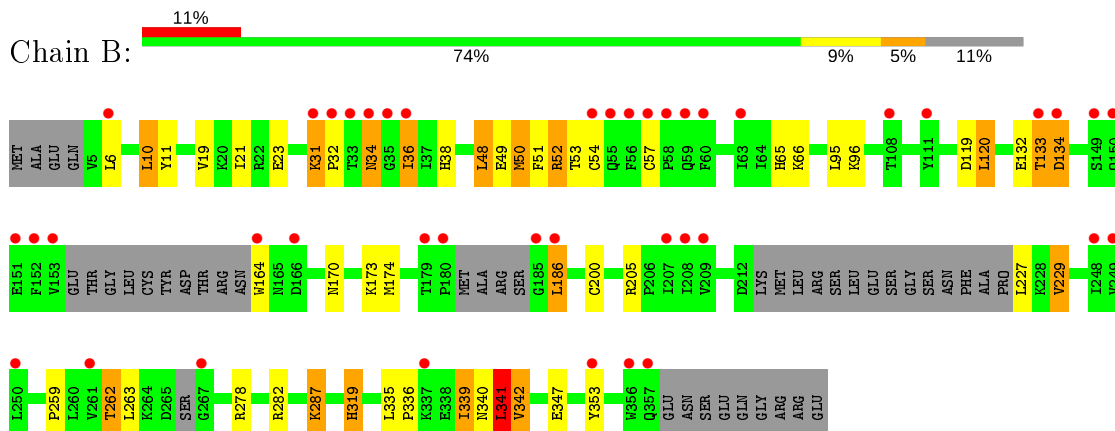 11%
Chain B:
74% 9% 5% 11%
MET ALA GLU GLN V5 L6 L10 Y11 V19 K20 I21 R22 E23 K31 P32 T33 N34 G35 I36 I37 H38 L48 E49 M50 F51 R52 T53 C54 Q55 F56 C57 P58 Q59 F60 I63 I64 H65 K66 L95 K96 T108 Y111 D119 L120 E132 T133 D134 S149
E151 F152 V153 GLU THR GLY LEU CYS TYR ASP THR ARG ASN W164 N165 D166 N170 K173 M174 T179 P180 MET ALA ARG SER G185 L186 C200 R205 P206 I207 I208 V209 D212 LYS MET LEU ARG SER LEU GLU SER GLY SER ASN PHE ALA PRO L227 K228 V229 I248
L250 P259 L260 V261 T262 L263 K264 D265 SER G267 R278 R282 K287 H319 L335 P336 K337 E338 I339 N340 L341 V342 E347 Y353 W356 Q357 GLU ASN SER GLU GLN GLY ARG ARG GLU